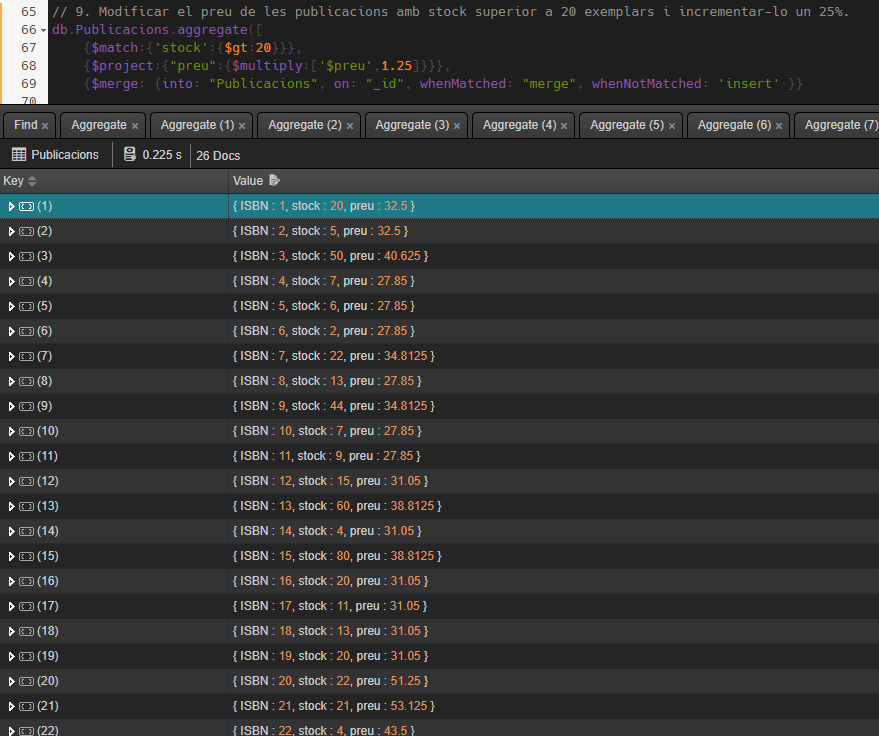 65 // 9. Modificar el preu de les publicacions amb stock superior a 20 exemplars i incrementar-lo un 25%.
66 db.Publicacions.aggregate([
67 {$match:{'stock':{$gt:20}}},
68 {$project:{"preu":{$multiply:['$preu',1.25]}}},
69 {$merge: {into: "Publicacions", on: "_id", whenMatched: "merge", whenNotMatched: 'insert' }}
70
Find × Aggregate × Aggregate (1) × Aggregate (2) × Aggregate (3) × Aggregate (4) × Aggregate (5) × Aggregate (6) × Aggregate (7)
Publicacions 0.225 s 26 Docs
Key Value
(1) { ISBN : 1, stock : 20, preu : 32.5 }
(2) { ISBN : 2, stock : 5, preu : 32.5 }
(3) { ISBN : 3, stock : 50, preu : 40.625 }
(4) { ISBN : 4, stock : 7, preu : 27.85 }
(5) { ISBN : 5, stock : 6, preu : 27.85 }
(6) { ISBN : 6, stock : 2, preu : 27.85 }
(7) { ISBN : 7, stock : 22, preu : 34.8125 }
(8) { ISBN : 8, stock : 13, preu : 27.85 }
(9) { ISBN : 9, stock : 44, preu : 34.8125 }
(10) { ISBN : 10, stock : 7, preu : 27.85 }
(11) { ISBN : 11, stock : 9, preu : 27.85 }
(12) { ISBN : 12, stock : 15, preu : 31.05 }
(13) { ISBN : 13, stock : 60, preu : 38.8125 }
(14) { ISBN : 14, stock : 4, preu : 31.05 }
(15) { ISBN : 15, stock : 80, preu : 38.8125 }
(16) { ISBN : 16, stock : 20, preu : 31.05 }
(17) { ISBN : 17, stock : 11, preu : 31.05 }
(18) { ISBN : 18, stock : 13, preu : 31.05 }
(19) { ISBN : 19, stock : 20, preu : 31.05 }
(20) { ISBN : 20, stock : 22, preu : 51.25 }
(21) { ISBN : 21, stock : 21, preu : 53.125 }
(22) { ISBN : 22, stock : 4, preu : 43.5 }